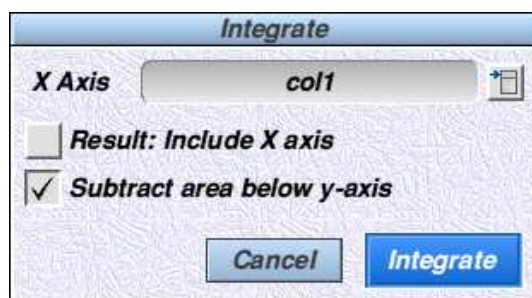 Integrate
X Axis col1
Result: Include X axis
Subtract area below y-axis
Cancel Integrate